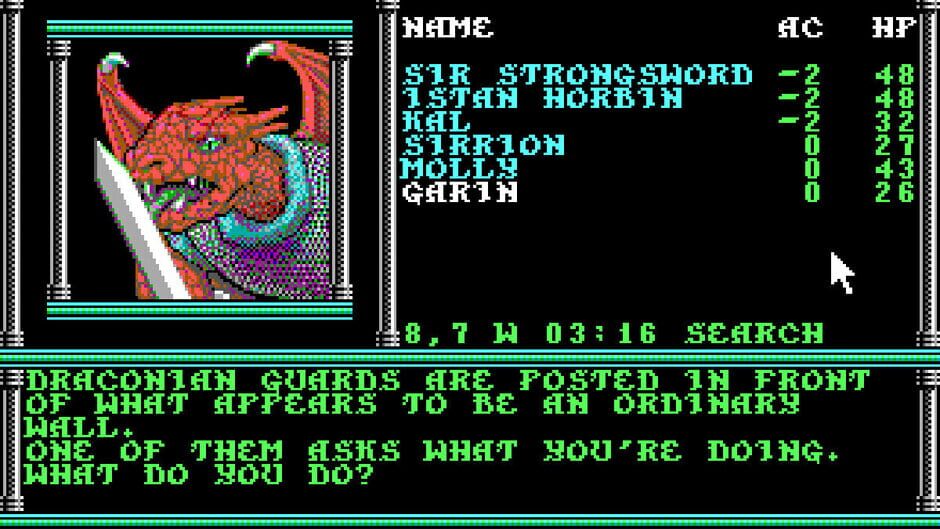 NAME AC HP
SIR STRONGSWORD -2 48
ISTAN HORBIN -2 48
KAL -2 32
SIRRION 0 27
MOLLY 0 43
GARIN 0 26
8,7 W 03:16 SEARCH
DRACONIAN GUARDS ARE POSTED IN FRONT
OF WHAT APPEARS TO BE AN ORDINARY
WALL.
ONE OF THEM ASKS WHAT YOU'RE DOING.
WHAT DO YOU DO?